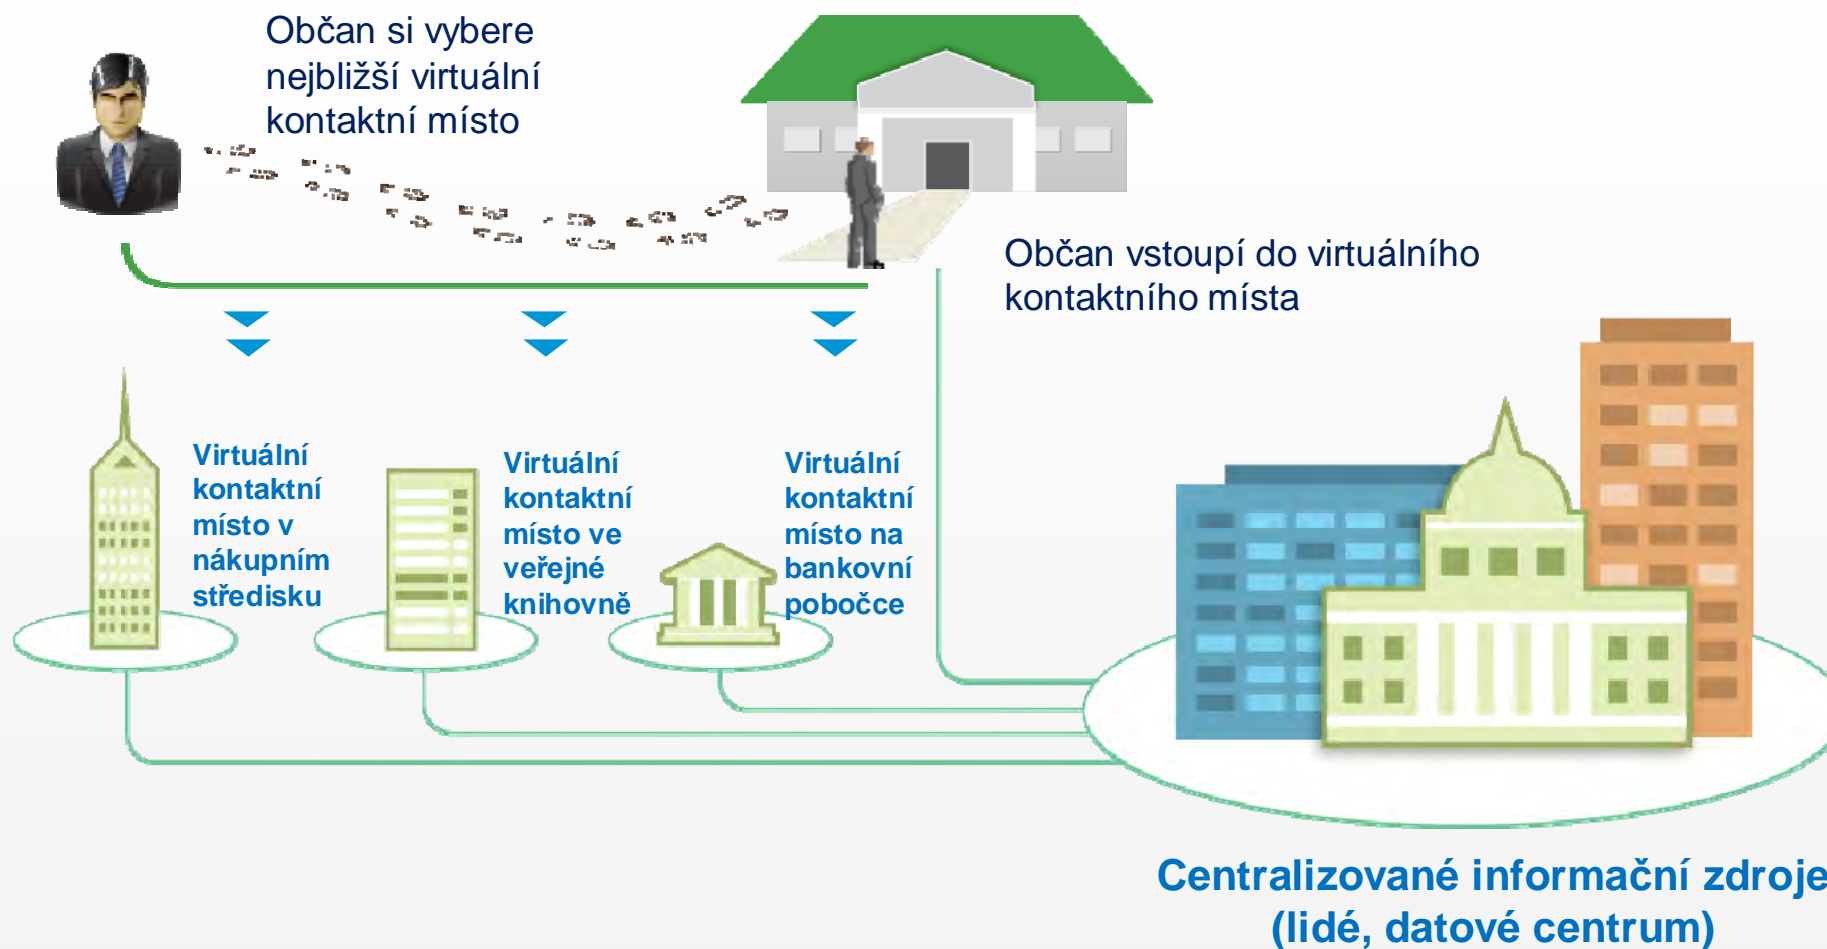 Občan si vybere
nejbližší virtuální
kontaktní místo
Občan vstoupí do virtuálního
kontaktního místa
Virtuální
kontaktní
místo v
nákupním
středisku
Virtuální
kontaktní
místo ve
veřejné
knihovně
Virtuální
kontaktní
místo na
bankovní
pobočce
Centralizované informační zdroje
(lidé, datové centrum)